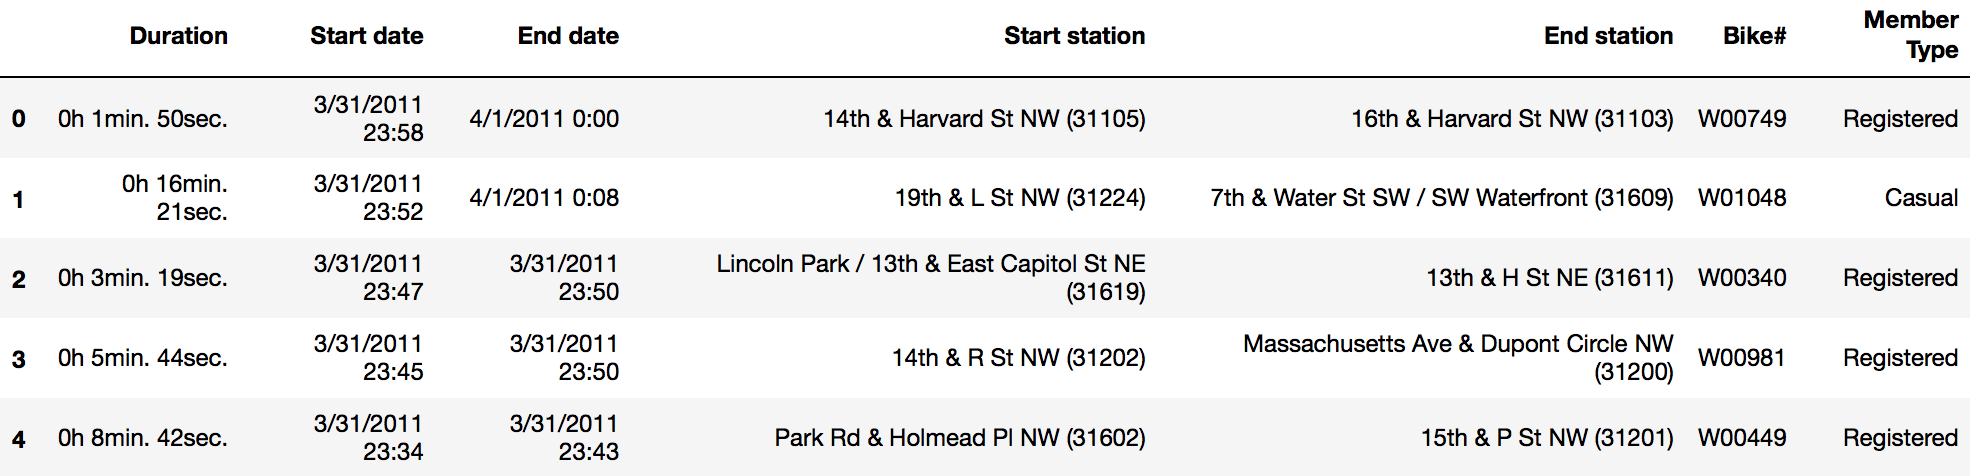 Duration Start date End date Start station End station Bike# Member Type
0 0h 1min. 50sec. 3/31/2011 23:58 4/1/2011 0:00 14th & Harvard St NW (31105) 16th & Harvard St NW (31103) W00749 Registered
1 0h 16min. 21sec. 3/31/2011 23:52 4/1/2011 0:08 19th & L St NW (31224) 7th & Water St SW / SW Waterfront (31609) W01048 Casual
2 0h 3min. 19sec. 3/31/2011 23:47 3/31/2011 23:50 Lincoln Park / 13th & East Capitol St NE (31619) 13th & H St NE (31611) W00340 Registered
3 0h 5min. 44sec. 3/31/2011 23:45 3/31/2011 23:50 14th & R St NW (31202) Massachusetts Ave & Dupont Circle NW (31200) W00981 Registered
4 0h 8min. 42sec. 3/31/2011 23:34 3/31/2011 23:43 Park Rd & Holmead Pl NW (31602) 15th & P St NW (31201) W00449 Registered